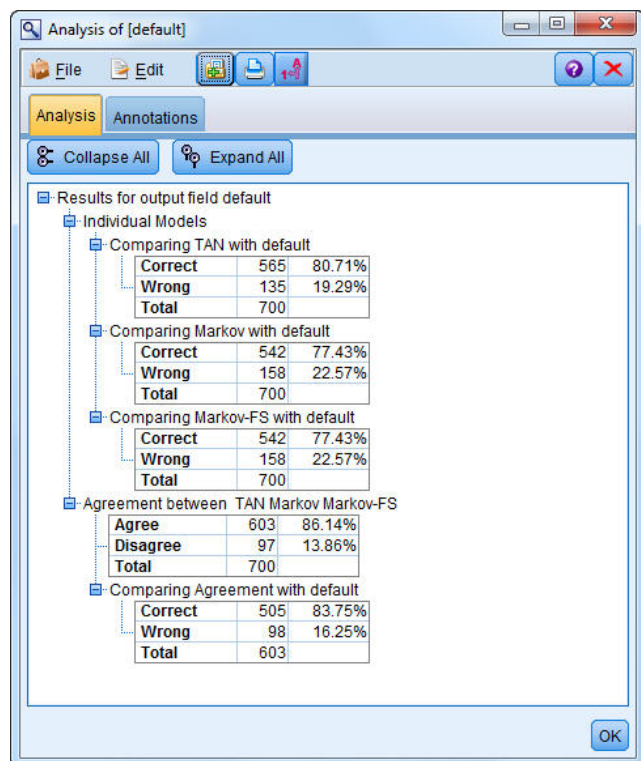 Analysis of [default]
File Edit
Analysis Annotations
Collapse All Expand All
Results for output field default
Individual Models
Comparing TAN with default
Correct 565 80.71%
Wrong 135 19.29%
Total 700
Comparing Markov with default
Correct 542 77.43%
Wrong 158 22.57%
Total 700
Comparing Markov-FS with default
Correct 542 77.43%
Wrong 158 22.57%
Total 700
Agreement between TAN Markov Markov-FS
Agree 603 86.14%
Disagree 97 13.86%
Total 700
Comparing Agreement with default
Correct 505 83.75%
Wrong 98 16.25%
Total 603
OK